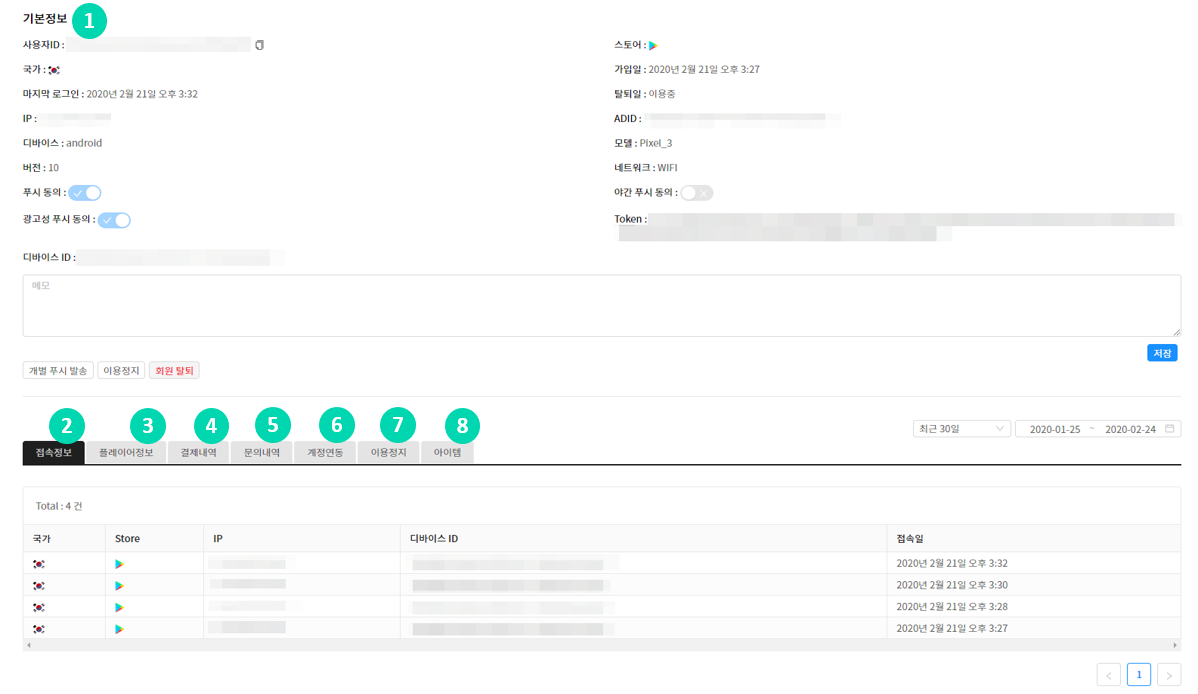 기본정보 1
사용자ID : 스토어 :
국가 : 가입일 : 2020년 2월 21일 오후 3:27
마지막 로그인 : 2020년 2월 21일 오후 3:32 탈퇴일 : 이용중
IP : ADID :
디바이스 : android 모델 : Pixel_3
버전 : 10 네트워크 : WIFI
푸시 동의 : 야간 푸시 동의 :
광고성 푸시 동의 : Token :
디바이스 ID :
메모
저장
개별 푸시 발송 이용정지 회원 탈퇴
2 3 4 5 6 7 8
최근 30일 2020-01-25 ~ 2020-02-24
접속정보 플레이어정보 결제내역 문의내역 계정연동 이용정지 아이템
Total : 4 건
국가 Store IP 디바이스 ID 접속일
2020년 2월 21일 오후 3:32
2020년 2월 21일 오후 3:30
2020년 2월 21일 오후 3:28
2020년 2월 21일 오후 3:27
< 1 >